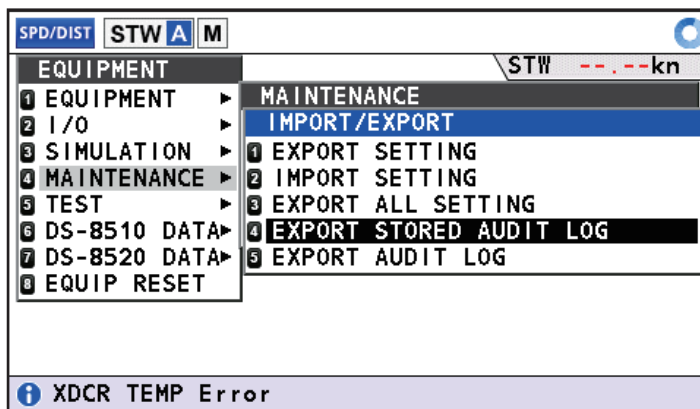 SPD/DIST STW A M
STW --.--kn
EQUIPMENT
1 EQUIPMENT ▶
2 I/O ▶
3 SIMULATION ▶
4 MAINTENANCE ▶
5 TEST ▶
6 DS-8510 DATA▶
7 DS-8520 DATA▶
8 EQUIP RESET
MAINTENANCE
IMPORT/EXPORT
1 EXPORT SETTING
2 IMPORT SETTING
3 EXPORT ALL SETTING
4 EXPORT STORED AUDIT LOG
5 EXPORT AUDIT LOG
i XDCR TEMP Error